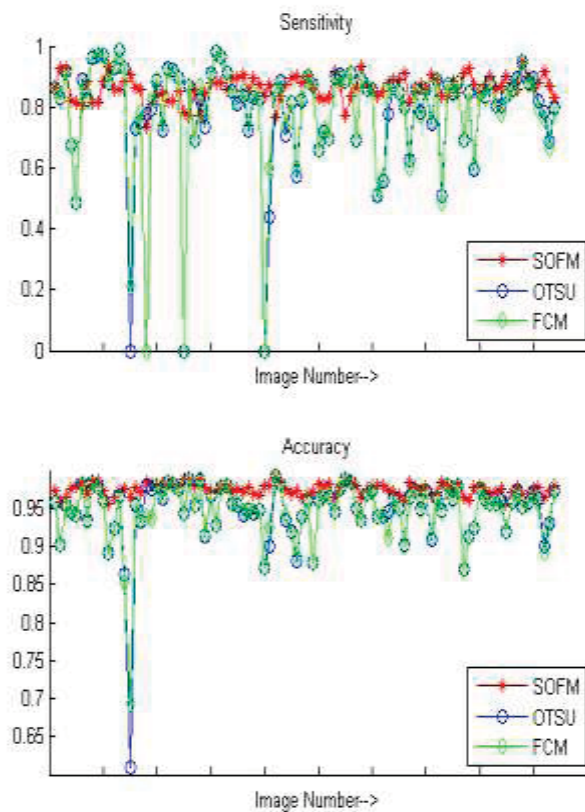 Sensitivity
1
0.8
0.6
0.4
0.2
0
SOFM
OTSU
FCM
Image Number-->
Accuracy
0.95
0.9
0.85
0.8
0.75
0.7
0.65
SOFM
OTSU
FCM
Image Number-->